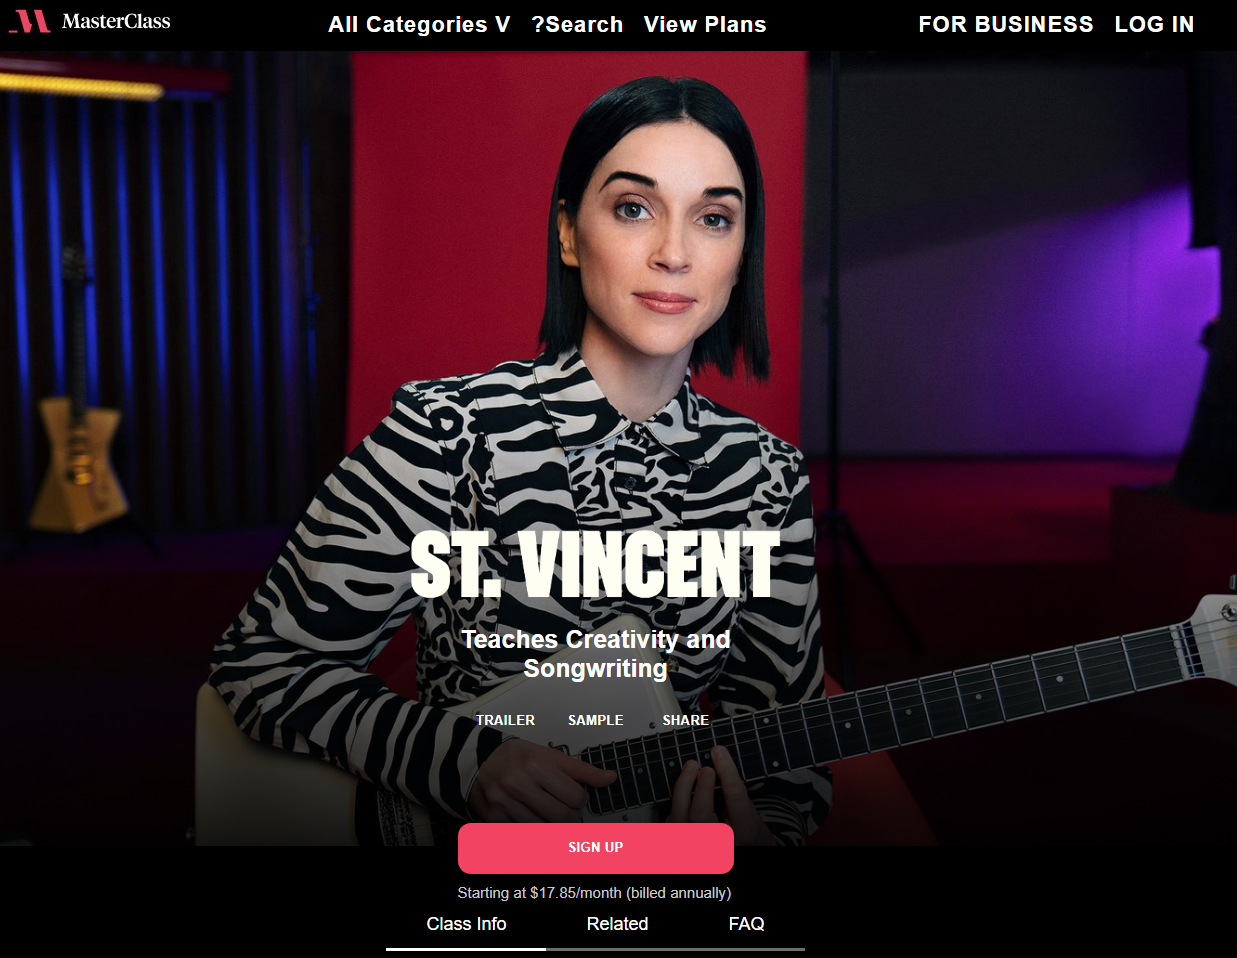 MasterClass
All Categories V ?Search View Plans
FOR BUSINESS LOG IN
ST. VINCENT
Teaches Creativity and
Songwriting
TRAILER SAMPLE SHARE
SIGN UP
Starting at $17.85/month (billed annually)
Class Info Related FAQ